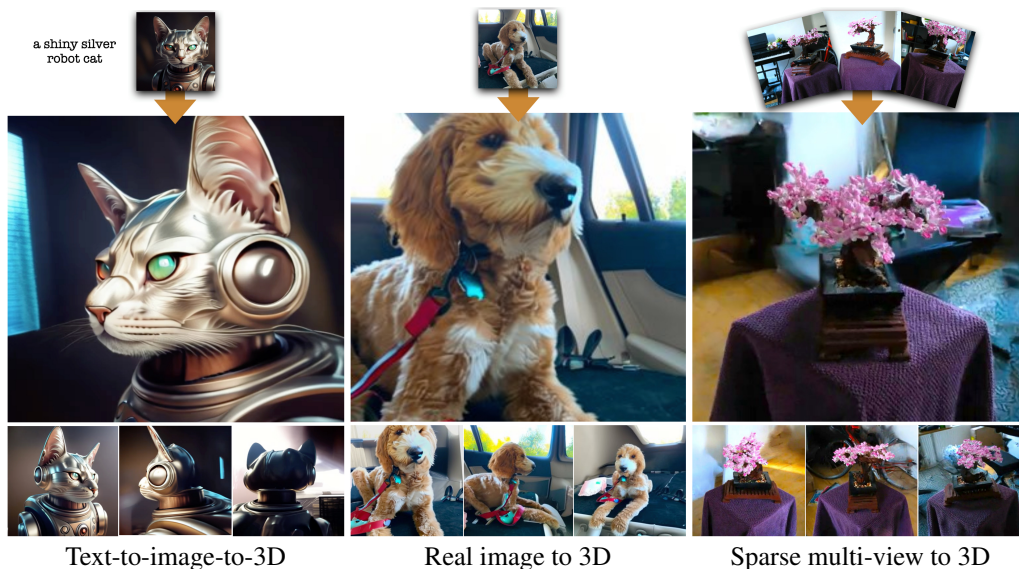 a shiny silver
robot cat
Text-to-image-to-3D
Real image to 3D
Sparse multi-view to 3D